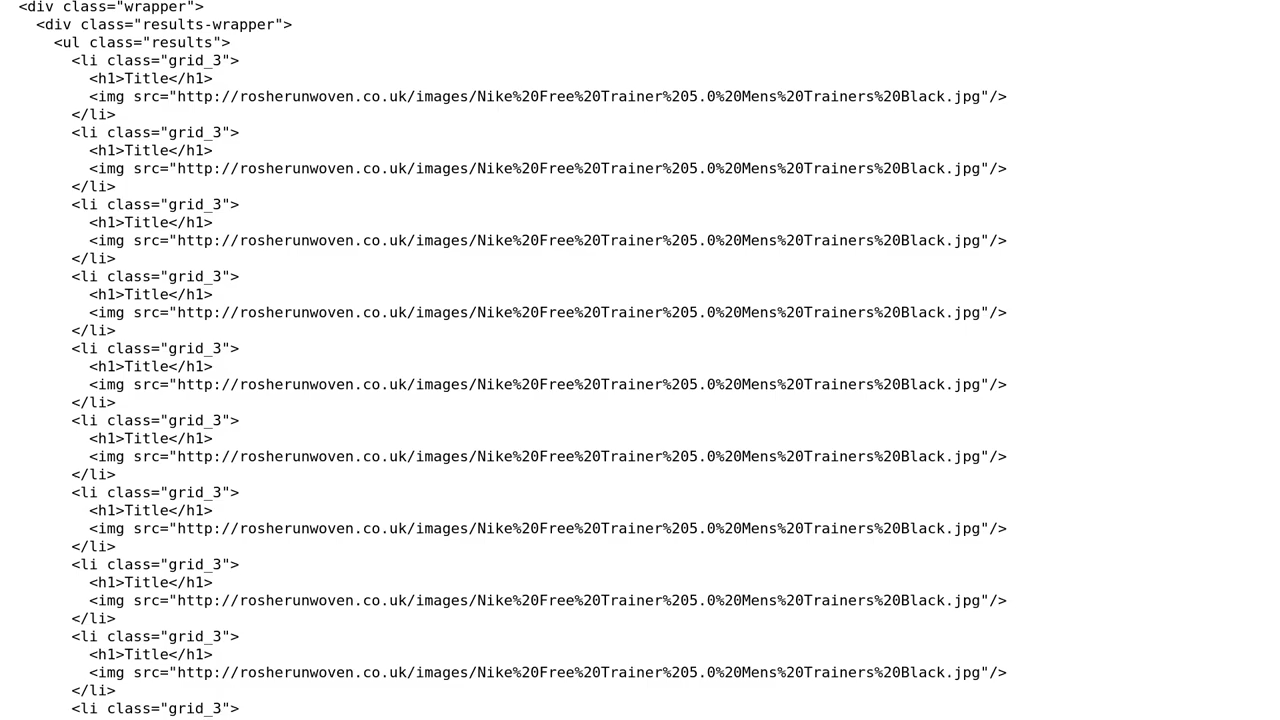 <div class="wrapper">
  <div class="results-wrapper">
    <ul class="results">
      <li class="grid_3">
        <h1>Title</h1>
        <img src="http://rosherunwoven.co.uk/images/Nike%20Free%20Trainer%205.0%20Mens%20Trainers%20Black.jpg"/>
      </li>
      <li class="grid_3">
        <h1>Title</h1>
        <img src="http://rosherunwoven.co.uk/images/Nike%20Free%20Trainer%205.0%20Mens%20Trainers%20Black.jpg"/>
      </li>
      <li class="grid_3">
        <h1>Title</h1>
        <img src="http://rosherunwoven.co.uk/images/Nike%20Free%20Trainer%205.0%20Mens%20Trainers%20Black.jpg"/>
      </li>
      <li class="grid_3">
        <h1>Title</h1>
        <img src="http://rosherunwoven.co.uk/images/Nike%20Free%20Trainer%205.0%20Mens%20Trainers%20Black.jpg"/>
      </li>
      <li class="grid_3">
        <h1>Title</h1>
        <img src="http://rosherunwoven.co.uk/images/Nike%20Free%20Trainer%205.0%20Mens%20Trainers%20Black.jpg"/>
      </li>
      <li class="grid_3">
        <h1>Title</h1>
        <img src="http://rosherunwoven.co.uk/images/Nike%20Free%20Trainer%205.0%20Mens%20Trainers%20Black.jpg"/>
      </li>
      <li class="grid_3">
        <h1>Title</h1>
        <img src="http://rosherunwoven.co.uk/images/Nike%20Free%20Trainer%205.0%20Mens%20Trainers%20Black.jpg"/>
      </li>
      <li class="grid_3">
        <h1>Title</h1>
        <img src="http://rosherunwoven.co.uk/images/Nike%20Free%20Trainer%205.0%20Mens%20Trainers%20Black.jpg"/>
      </li>
      <li class="grid_3">
        <h1>Title</h1>
        <img src="http://rosherunwoven.co.uk/images/Nike%20Free%20Trainer%205.0%20Mens%20Trainers%20Black.jpg"/>
      </li>
      <li class="grid_3">